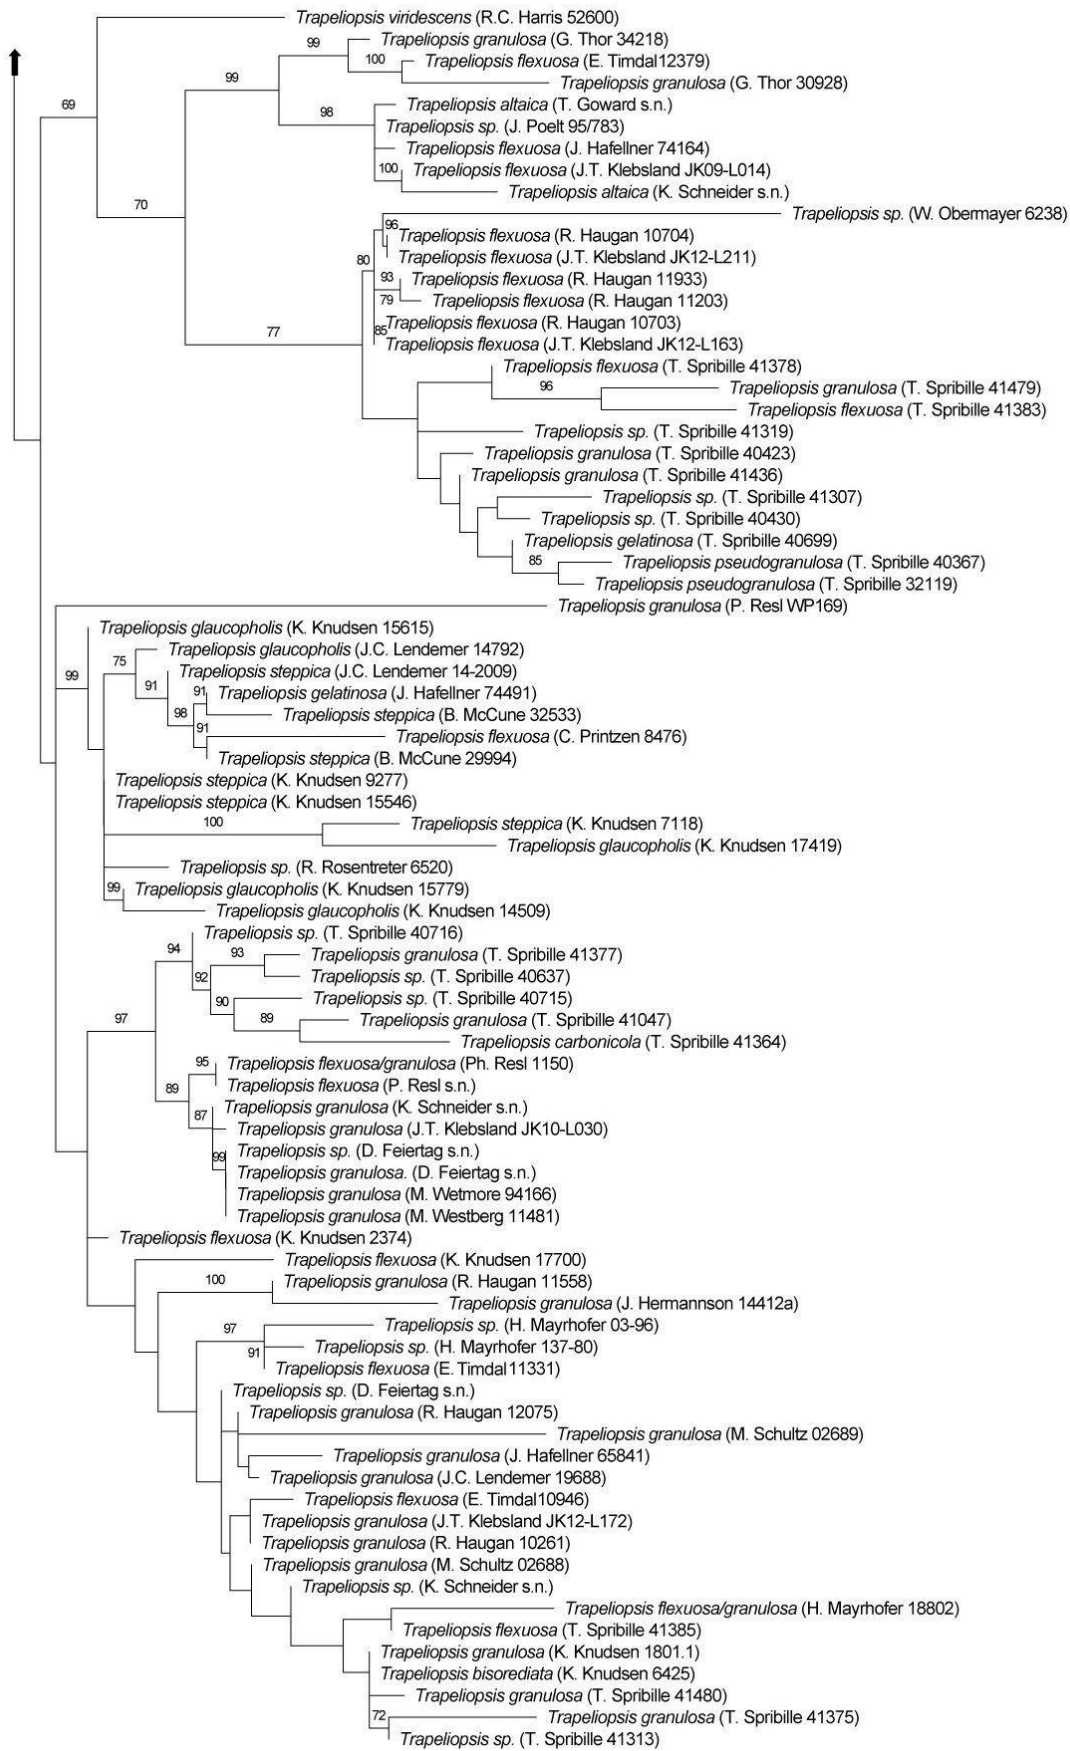 Trapeliopsis viridescens (R.C. Harris 52600)
99 Trapeliopsis granulosa (G. Thor 34218)
100 Trapeliopsis flexuosa (E. Timdal12379)
99 Trapeliopsis granulosa (G. Thor 30928)
69 98 Trapeliopsis altaica (T. Goward s.n.)
Trapeliopsis sp. (J. Poelt 95/783)
Trapeliopsis flexuosa (J. Hafellner 74164)
100 Trapeliopsis flexuosa (J.T. Klebsland JK09-L014)
Trapeliopsis altaica (K. Schneider s.n.)
70 Trapeliopsis sp. (W. Obermayer 6238)
96 Trapeliopsis flexuosa (R. Haugan 10704)
80 Trapeliopsis flexuosa (J.T. Klebsland JK12-L211)
93 Trapeliopsis flexuosa (R. Haugan 11933)
79 Trapeliopsis flexuosa (R. Haugan 11203)
77 85 Trapeliopsis flexuosa (R. Haugan 10703)
Trapeliopsis flexuosa (J.T. Klebsland JK12-L163)
Trapeliopsis flexuosa (T. Spribille 41378)
96 Trapeliopsis granulosa (T. Spribille 41479)
Trapeliopsis flexuosa (T. Spribille 41383)
Trapeliopsis sp. (T. Spribille 41319)
Trapeliopsis granulosa (T. Spribille 40423)
Trapeliopsis granulosa (T. Spribille 41436)
Trapeliopsis sp. (T. Spribille 41307)
Trapeliopsis sp. (T. Spribille 40430)
Trapeliopsis gelatinosa (T. Spribille 40699)
85 Trapeliopsis pseudogranulosa (T. Spribille 40367)
Trapeliopsis pseudogranulosa (T. Spribille 32119)
Trapeliopsis granulosa (P. Resl WP169)
Trapeliopsis glaucopholis (K. Knudsen 15615)
75 Trapeliopsis glaucopholis (J.C. Lendemer 14792)
99 91 Trapeliopsis steppica (J.C. Lendemer 14-2009)
91 Trapeliopsis gelatinosa (J. Hafellner 74491)
98 Trapeliopsis steppica (B. McCune 32533)
91 Trapeliopsis flexuosa (C. Printzen 8476)
Trapeliopsis steppica (B. McCune 29994)
Trapeliopsis steppica (K. Knudsen 9277)
Trapeliopsis steppica (K. Knudsen 15546)
100 Trapeliopsis steppica (K. Knudsen 7118)
Trapeliopsis glaucopholis (K. Knudsen 17419)
Trapeliopsis sp. (R. Rosentreter 6520)
99 Trapeliopsis glaucopholis (K. Knudsen 15779)
Trapeliopsis glaucopholis (K. Knudsen 14509)
Trapeliopsis sp. (T. Spribille 40716)
94 93 Trapeliopsis granulosa (T. Spribille 41377)
92 Trapeliopsis sp. (T. Spribille 40637)
90 Trapeliopsis sp. (T. Spribille 40715)
97 89 Trapeliopsis granulosa (T. Spribille 41047)
Trapeliopsis carbonicola (T. Spribille 41364)
95 Trapeliopsis flexuosa/granulosa (Ph. Resl 1150)
89 Trapeliopsis flexuosa (P. Resl s.n.)
87 Trapeliopsis granulosa (K. Schneider s.n.)
Trapeliopsis granulosa (J.T. Klebsland JK10-L030)
99 Trapeliopsis sp. (D. Feiertag s.n.)
Trapeliopsis granulosa. (D. Feiertag s.n.)
Trapeliopsis granulosa (M. Wetmore 94166)
Trapeliopsis granulosa (M. Westberg 11481)
Trapeliopsis flexuosa (K. Knudsen 2374)
Trapeliopsis flexuosa (K. Knudsen 17700)
100 Trapeliopsis granulosa (R. Haugan 11558)
Trapeliopsis granulosa (J. Hermannson 14412a)
97 Trapeliopsis sp. (H. Mayrhofer 03-96)
91 Trapeliopsis sp. (H. Mayrhofer 137-80)
Trapeliopsis flexuosa (E. Timdal11331)
Trapeliopsis sp. (D. Feiertag s.n.)
Trapeliopsis granulosa (R. Haugan 12075)
Trapeliopsis granulosa (M. Schultz 02689)
Trapeliopsis granulosa (J. Hafellner 65841)
Trapeliopsis granulosa (J.C. Lendemer 19688)
Trapeliopsis flexuosa (E. Timdal10946)
Trapeliopsis granulosa (J.T. Klebsland JK12-L172)
Trapeliopsis granulosa (R. Haugan 10261)
Trapeliopsis granulosa (M. Schultz 02688)
Trapeliopsis sp. (K. Schneider s.n.)
Trapeliopsis flexuosa/granulosa (H. Mayrhofer 18802)
Trapeliopsis flexuosa (T. Spribille 41385)
Trapeliopsis granulosa (K. Knudsen 1801.1)
Trapeliopsis bisorediata (K. Knudsen 6425)
Trapeliopsis granulosa (T. Spribille 41480)
72 Trapeliopsis granulosa (T. Spribille 41375)
Trapeliopsis sp. (T. Spribille 41313)